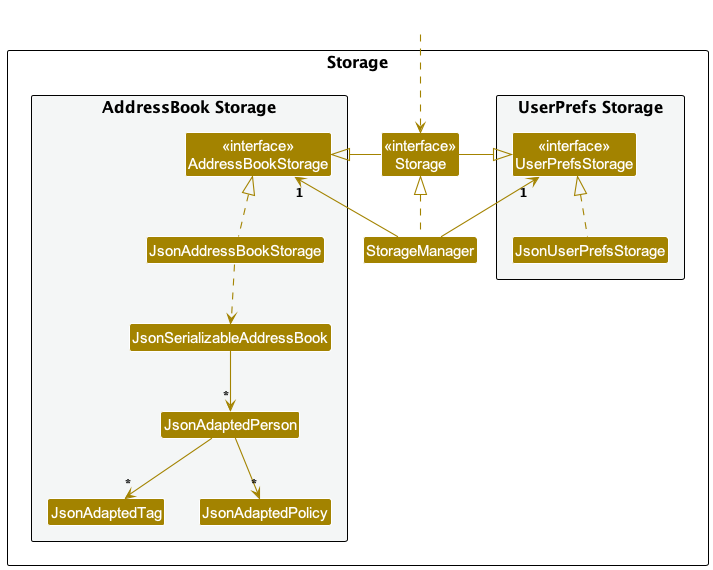 Storage
AddressBook Storage
UserPrefs Storage
«interface»
AddressBookStorage
«interface»
Storage
«interface»
UserPrefsStorage
1
1
JsonAddressBookStorage
StorageManager
JsonUserPrefsStorage
JsonSerializableAddressBook
*
JsonAdaptedPerson
*
*
JsonAdaptedTag
JsonAdaptedPolicy